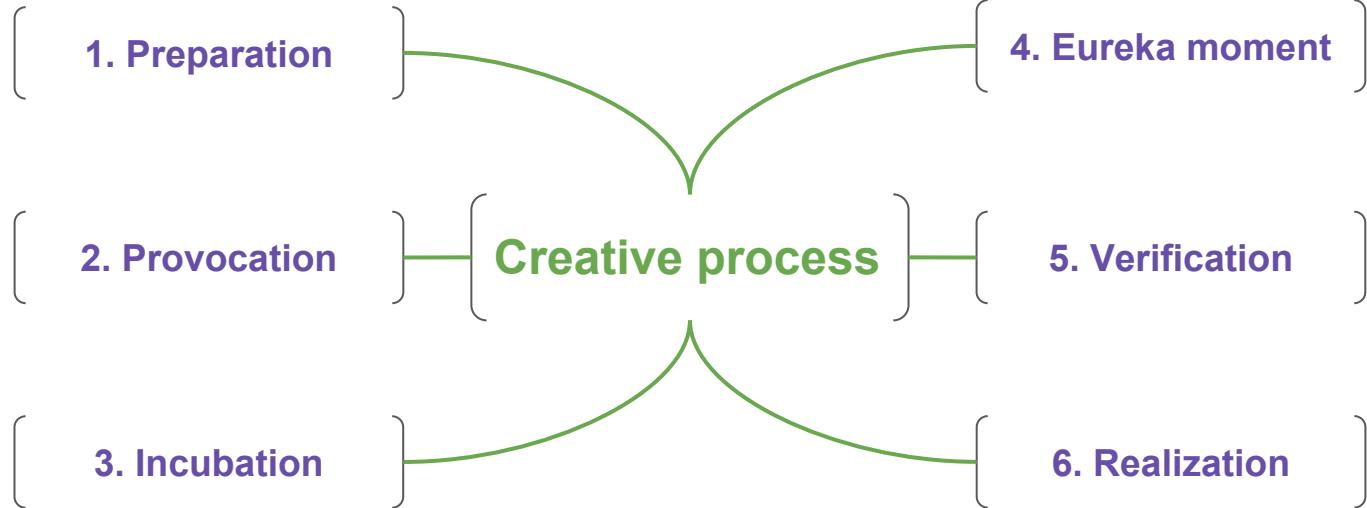 1. Preparation
2. Provocation
3. Incubation
Creative process
4. Eureka moment
5. Verification
6. Realization